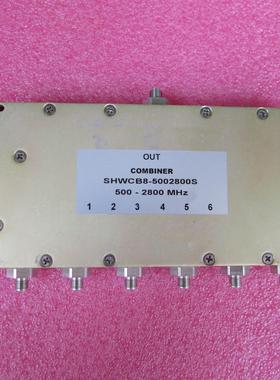 OUT
COMBINER
SHWCB8-5002800S
500 - 2800 MHz
1 2 3 4 5 6